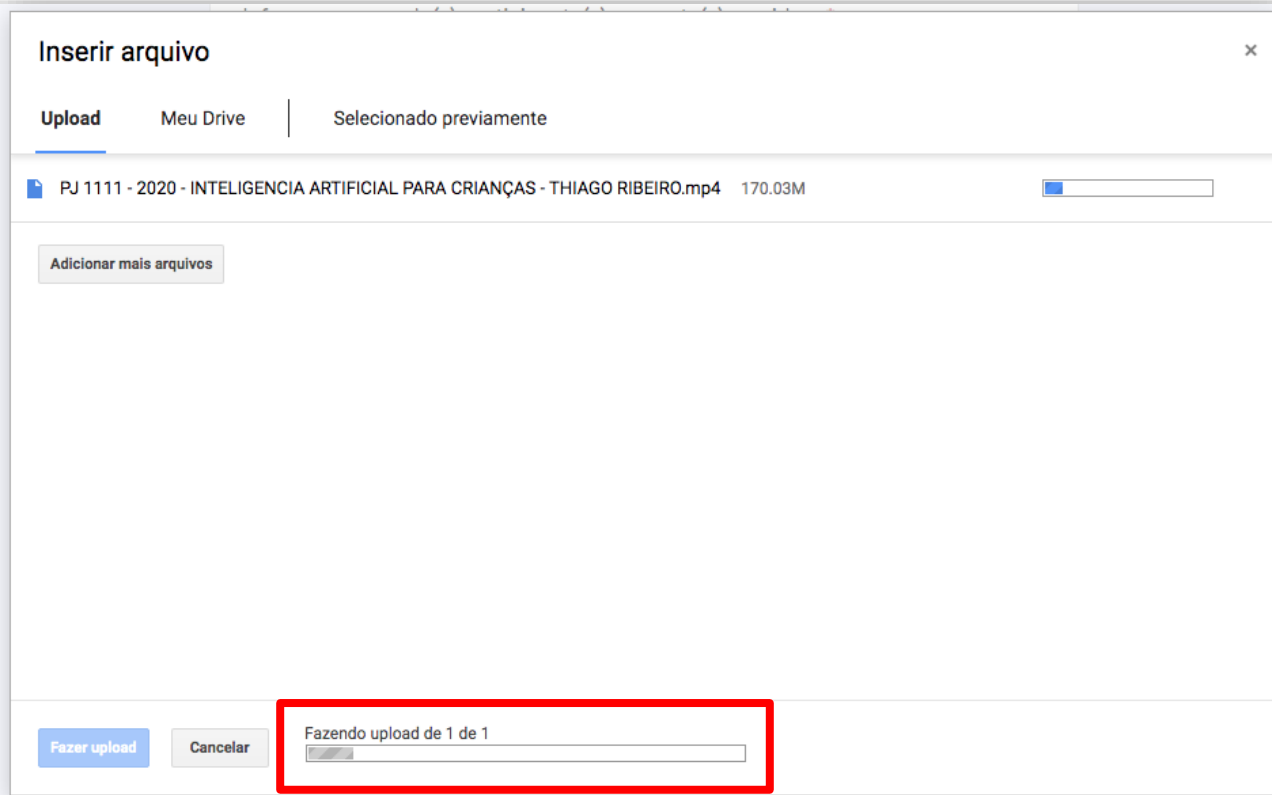 Inserir arquivo
×
Upload Meu Drive Selecionado previamente
PJ 1111 - 2020 - INTELIGENCIA ARTIFICIAL PARA CRIANÇAS - THIAGO RIBEIRO.mp4 170.03M
Adicionar mais arquivos
Fazer upload Cancelar Fazendo upload de 1 de 1